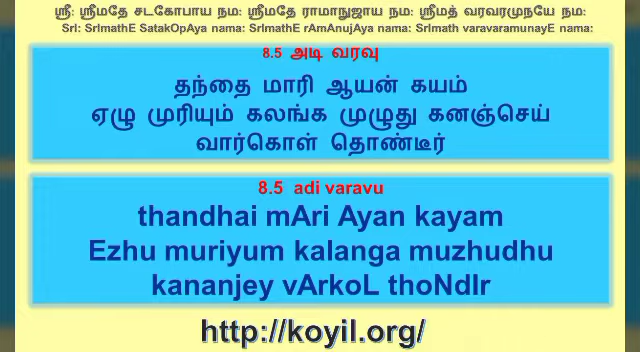 ஸ்ரீ: ஸ்ரீமதே சடகோபாய நம: ஸ்ரீமதே ராமாநுஜாய நம: ஸ்ரீமத் வரவரமுநயே நம:
SrI: SrImathE SatakOpAya nama: SrImathE rAmAnujAya nama: SrImath varavaramunayE nama:
8.5 அடி வரவு
தந்தை மாரி ஆயன் கயம்
ஏழு முரியும் கலங்க முழுது கனஞ்செய்
வார்கொள் தொண்டீர்
8.5 adi varavu
thandhai mAri Ayan kayam
Ezhu muriyum kalanga muzhudhu
kananjey vArkoL thoNdIr
http://koyil.org/